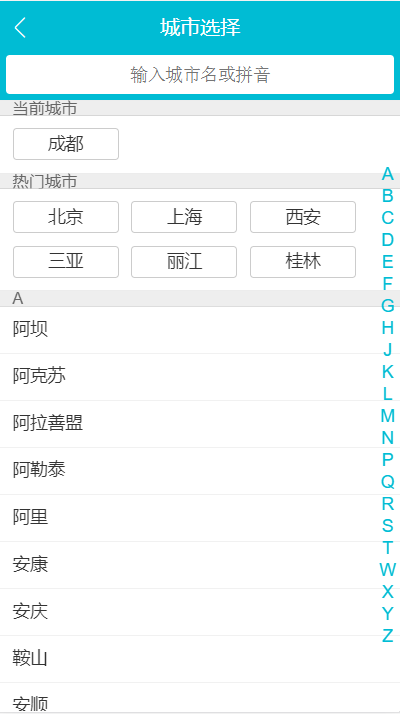 城市选择
输入城市名或拼音
当前城市
成都
热门城市
北京 上海 西安
三亚 丽江 桂林
A
阿坝
阿克苏
阿拉善盟
阿勒泰
阿里
安康
安庆
鞍山
安顺
A
B
C
D
E
F
G
H
J
K
L
M
N
P
Q
R
S
T
W
X
Y
Z